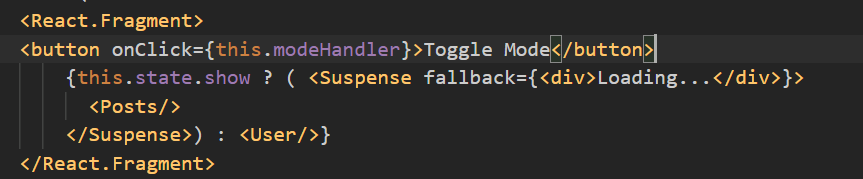 <React.Fragment>
<button onClick={this.modeHandler}>Toggle Mode</button>
{this.state.show ? ( <Suspense fallback={<div>Loading...</div>}>
<Posts/>
</Suspense>) : <User/>}
</React.Fragment>